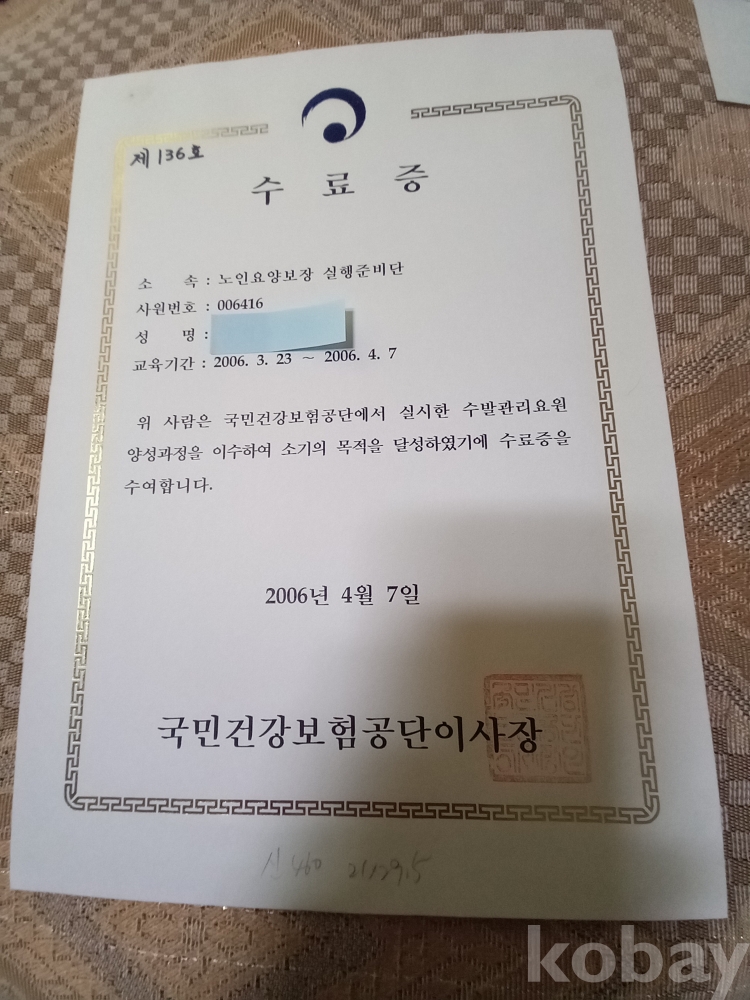 제 136 호
수 료 증
소 속 : 노인요양보장 실행준비단
사원번호 : 006416
성 명 :
교육기간 : 2006. 3. 23 ~ 2006. 4. 7
위 사람은 국민건강보험공단에서 실시한 수발관리요원
양성과정을 이수하여 소기의 목적을 달성하였기에 수료증을
수여합니다.
2006년 4월 7일
국민건강보험공단이사장
신 460
kobay